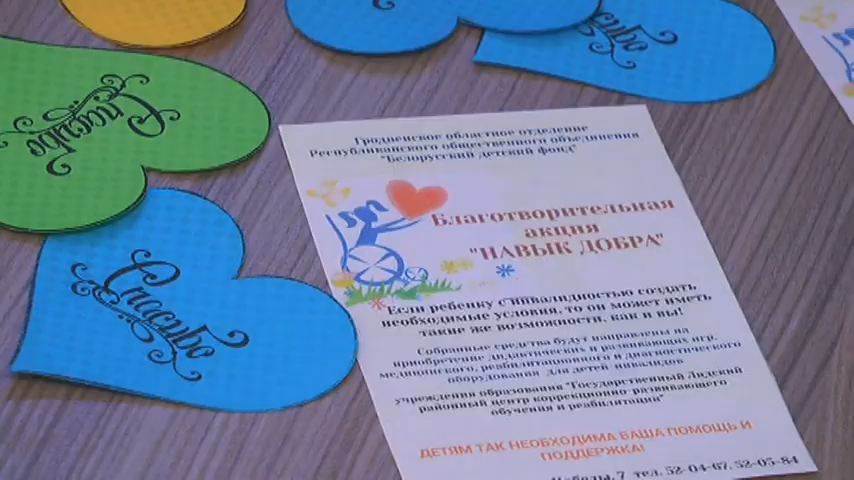 Спасибо
Спасибо
Спасибо
Гродненское областное отделение
Республиканского общественного объединения
"Белорусский детский фонд"
Благотворительная
акция
"НАВЫК ДОБРА"
Если ребенку с инвалидностью создать
необходимые условия, то он может иметь
такие же возможности, как и вы!
Собранные средства будут направлены на
приобретение дидактических и развивающих игр,
медицинского, реабилитационного и диагностического
оборудования для детей-инвалидов
учреждения образования "Государственный Лидский
районный центр коррекционно-развивающего
обучения и реабилитации"
ДЕТЯМ ТАК НЕОБХОДИМА ВАША ПОМОЩЬ И
ПОДДЕРЖКА!
7 тел. 52-04-67, 52-05-84